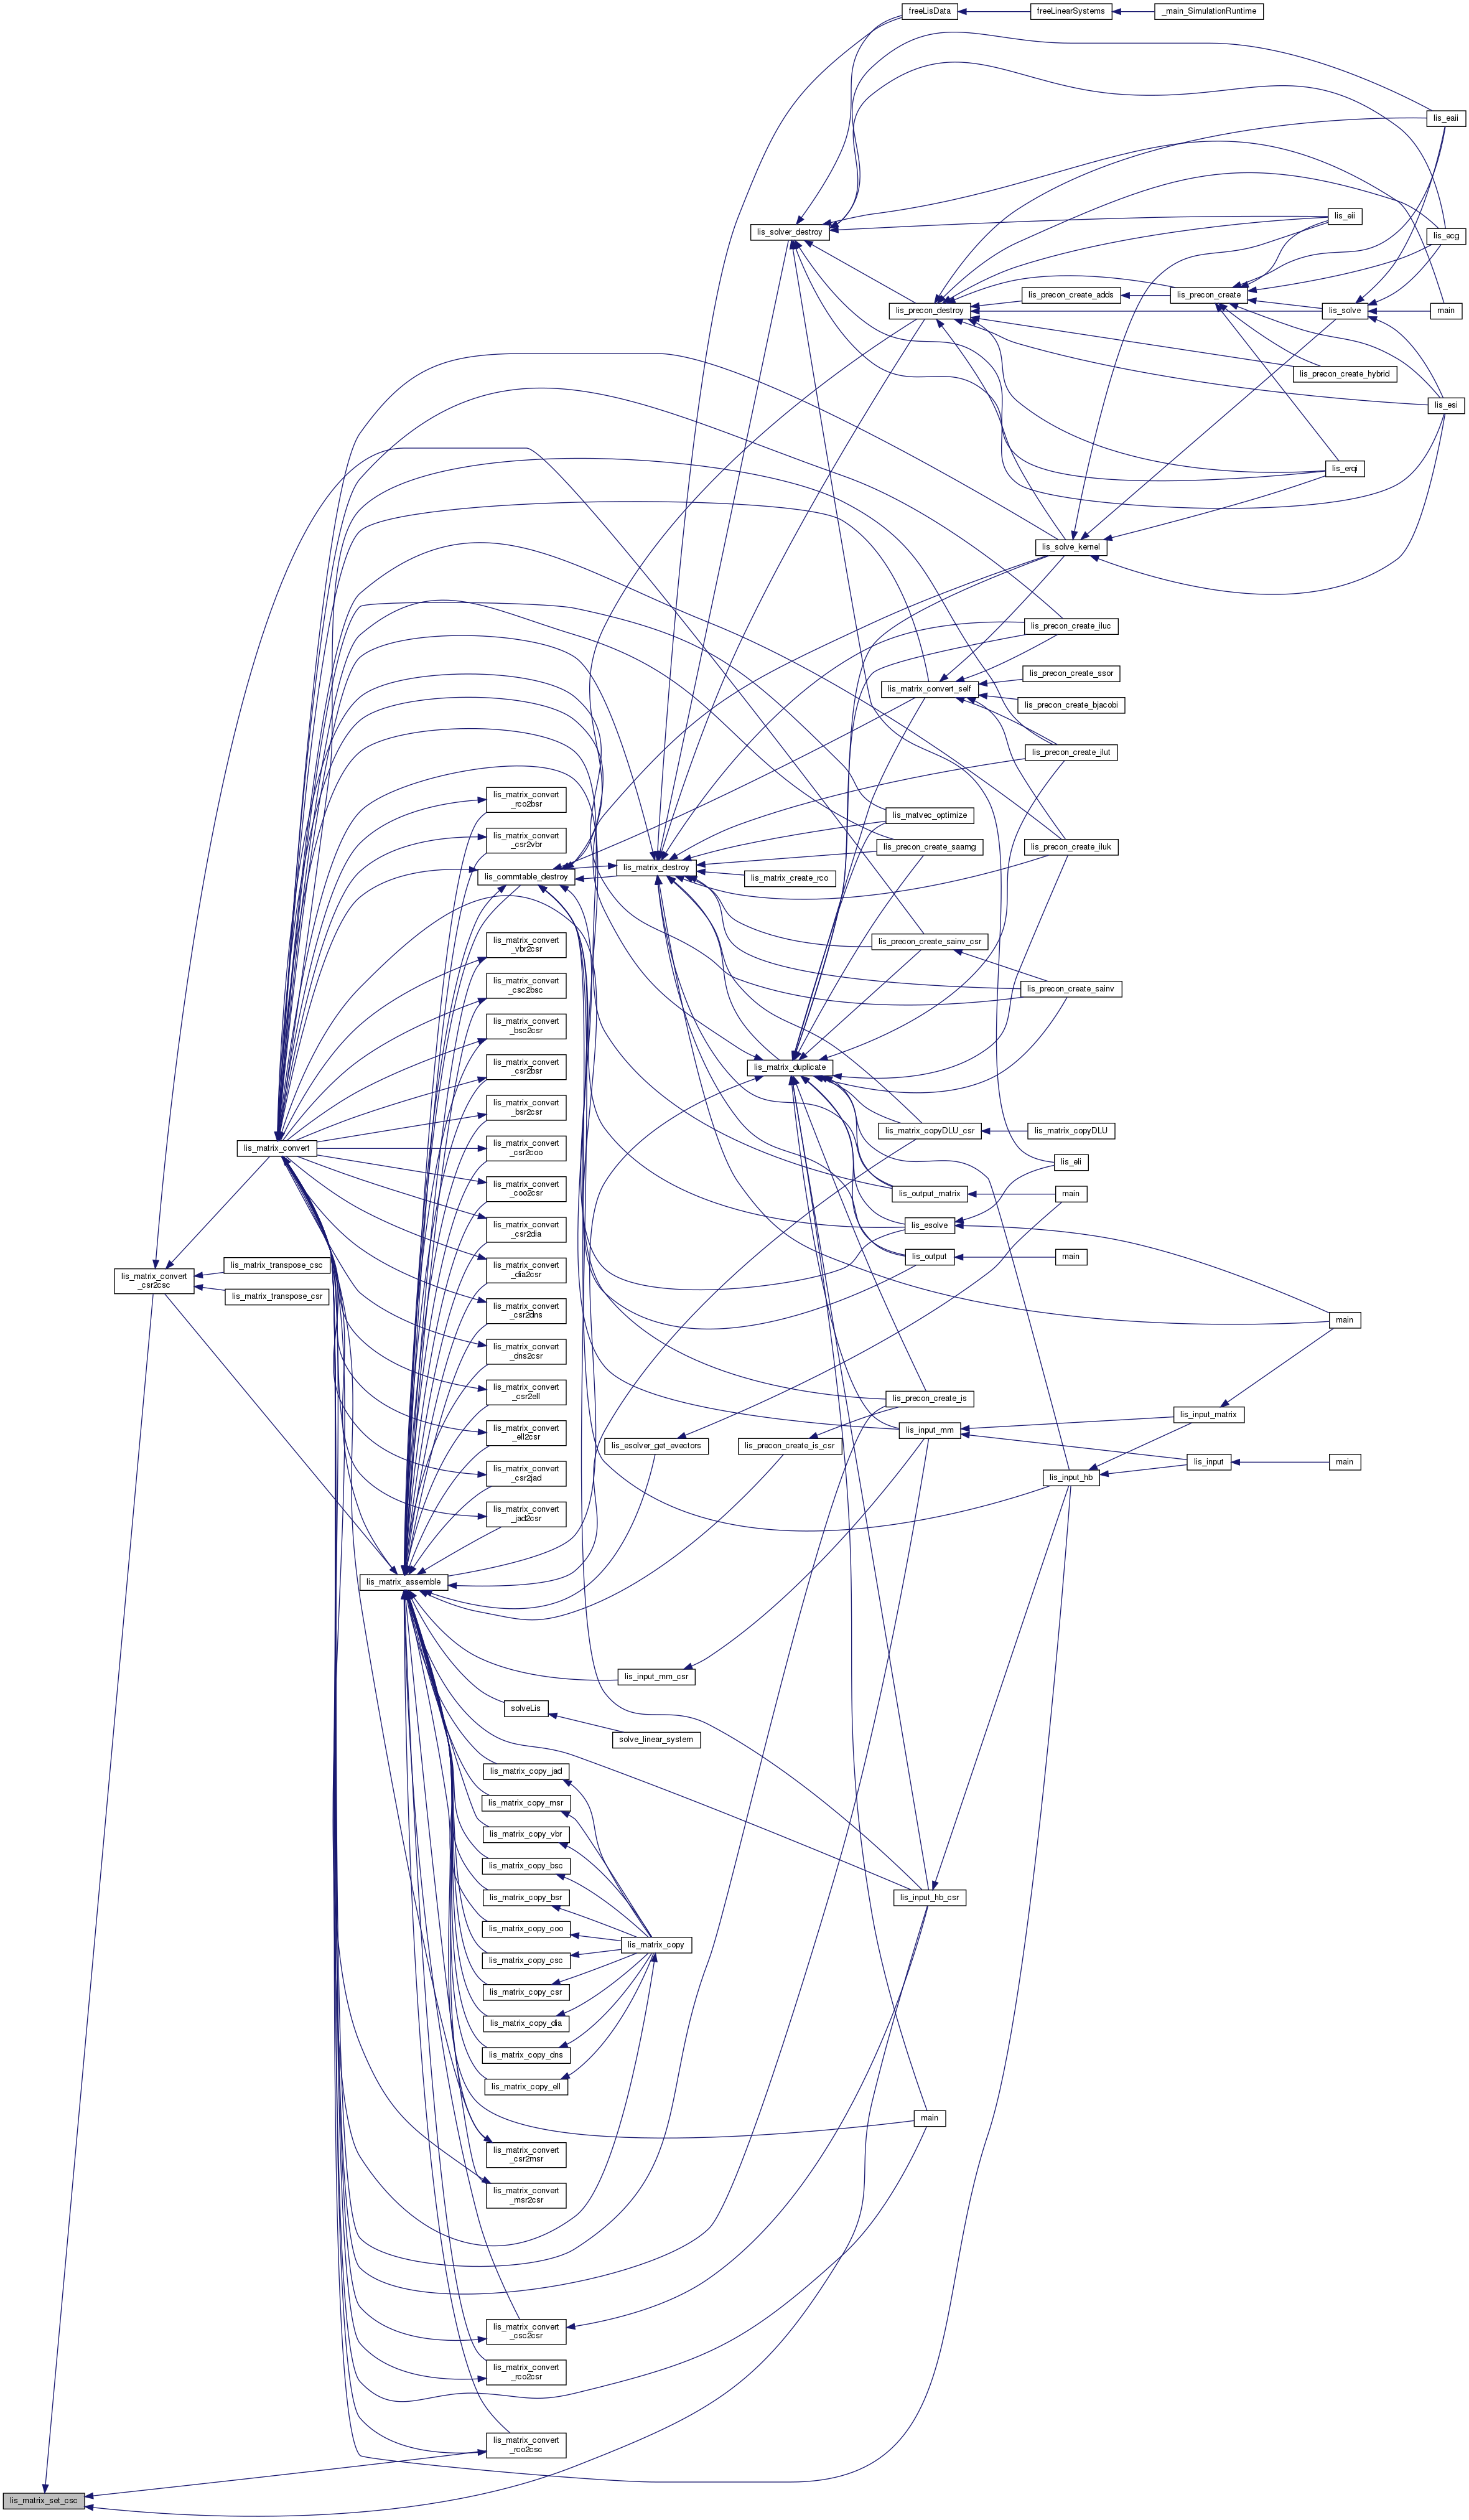 freeLisData
freeLinearSystems
_main_SimulationRuntime
lis_eaii
lis_eii
lis_solver_destroy
lis_ecg
lis_precon_create_adds
lis_precon_create
lis_precon_destroy
lis_solve
main
lis_precon_create_hybrid
lis_esi
lis_erqi
lis_solve_kernel
lis_precon_create_iluc
lis_precon_create_ssor
lis_matrix_convert_self
lis_precon_create_bjacobi
lis_precon_create_ilut
lis_matrix_convert
_rco2bsr
lis_matvec_optimize
lis_matrix_convert
_csr2vbr
lis_precon_create_saamg
lis_precon_create_iluk
lis_matrix_destroy
lis_commtable_destroy
lis_matrix_create_rco
lis_matrix_convert
_vbr2csr
lis_precon_create_sainv_csr
lis_matrix_convert
_csc2bsc
lis_precon_create_sainv
lis_matrix_convert
_bsc2csr
lis_matrix_convert
_csr2bsr
lis_matrix_duplicate
lis_matrix_convert
_bsr2csr
lis_matrix_copyDLU_csr
lis_matrix_copyDLU
lis_matrix_convert
lis_matrix_convert
_csr2coo
lis_eli
lis_matrix_convert
_coo2csr
lis_output_matrix
main
lis_matrix_convert
_csr2dia
lis_esolve
lis_output
main
lis_matrix_transpose_csc
lis_matrix_convert
_dia2csr
lis_matrix_convert
_csr2csc
lis_matrix_transpose_csr
lis_matrix_convert
_csr2dns
main
lis_matrix_convert
_dns2csr
lis_matrix_convert
_csr2ell
lis_precon_create_is
lis_input_matrix
lis_matrix_convert
_ell2csr
lis_input_mm
lis_esolver_get_evectors
lis_precon_create_is_csr
lis_input
main
lis_matrix_convert
_csr2jad
lis_input_hb
lis_matrix_convert
_jad2csr
lis_matrix_assemble
lis_input_mm_csr
solveLis
solve_linear_system
lis_matrix_copy_jad
lis_matrix_copy_msr
lis_matrix_copy_vbr
lis_matrix_copy_bsc
lis_matrix_copy_bsr
lis_input_hb_csr
lis_matrix_copy_coo
lis_matrix_copy
lis_matrix_copy_csc
lis_matrix_copy_csr
lis_matrix_copy_dia
lis_matrix_copy_dns
lis_matrix_copy_ell
main
lis_matrix_convert
_csr2msr
lis_matrix_convert
_msr2csr
lis_matrix_convert
_csc2csr
lis_matrix_convert
_rco2csr
lis_matrix_convert
_rco2csc
lis_matrix_set_csc